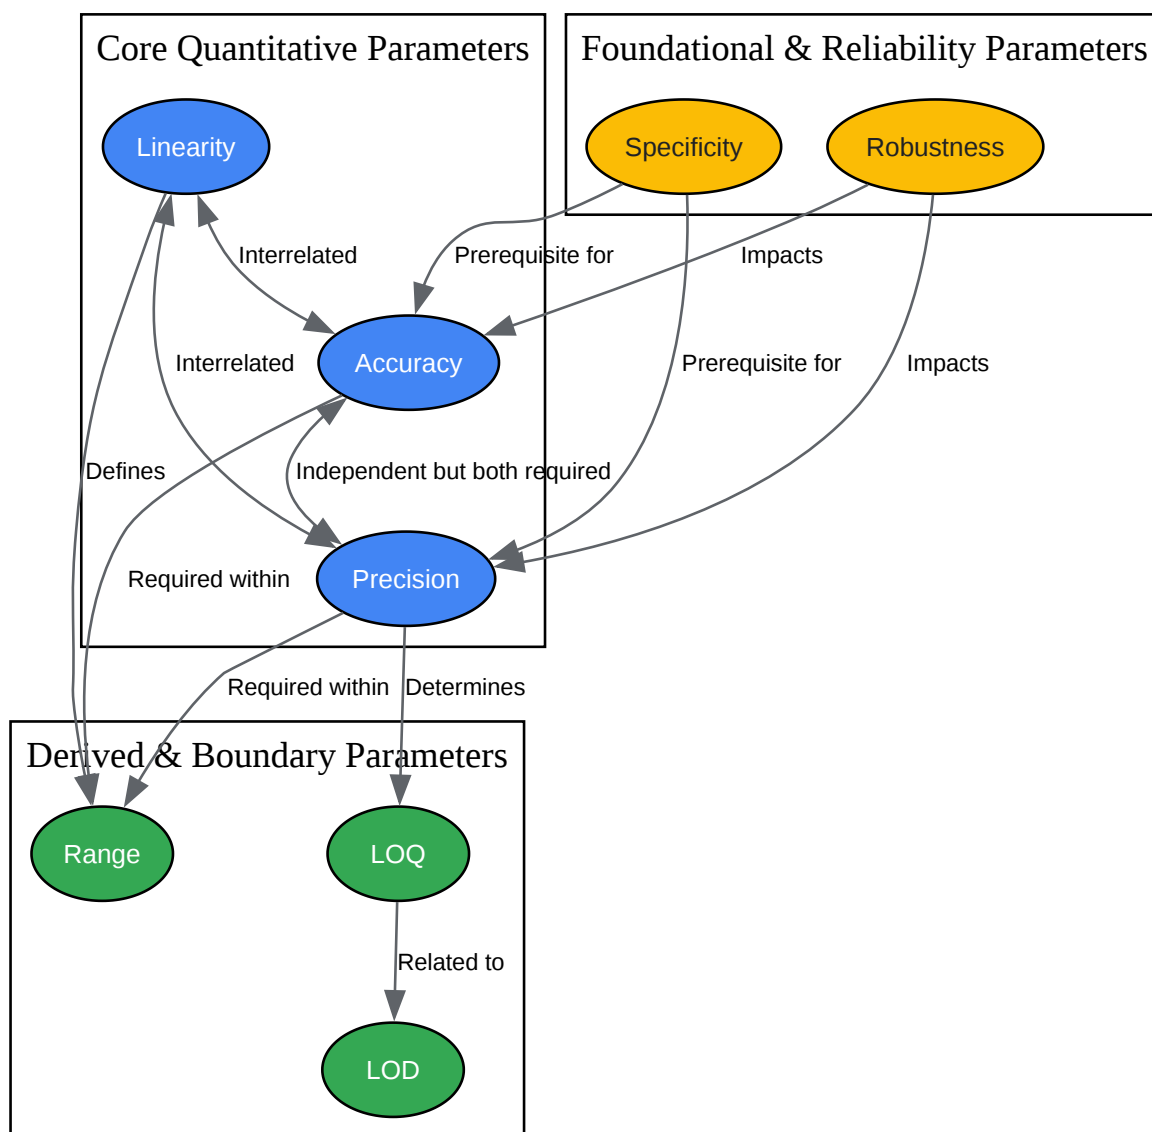 Core Quantitative Parameters
Foundational & Reliability Parameters
Linearity
Specificity
Robustness
Interrelated
Prerequisite for
Impacts
Interrelated
Accuracy
Prerequisite for
Impacts
Defines
Independent but both required
Required within
Precision
Required within
Determines
Derived & Boundary Parameters
Range
LOQ
Related to
LOD